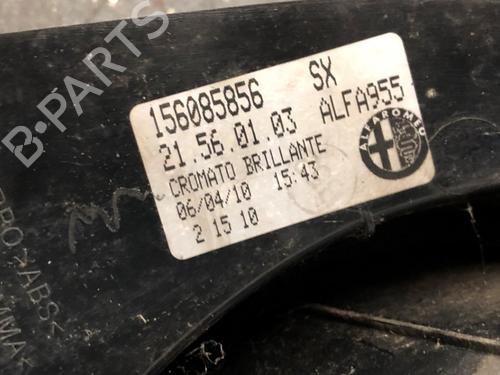 156085856 SX
21.56.01.03 ALFA955
CROMATO BRILLANTE
06/04/10 15:43
2 15 10
ALFA ROMEO
B-PARTS